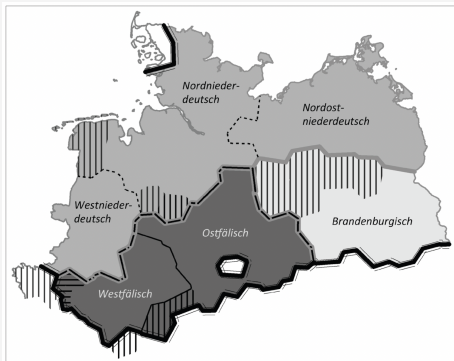 Nordnieder-
deutsch
Nordost-
niederdeutsch
Westnieder-
deutsch
Ostfälisch
Brandenburgisch
Westfälisch